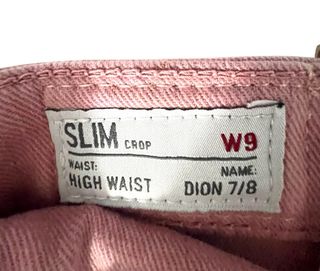 SLIM CROP W9
WAIST: NAME:
HIGH WAIST DION 7/8